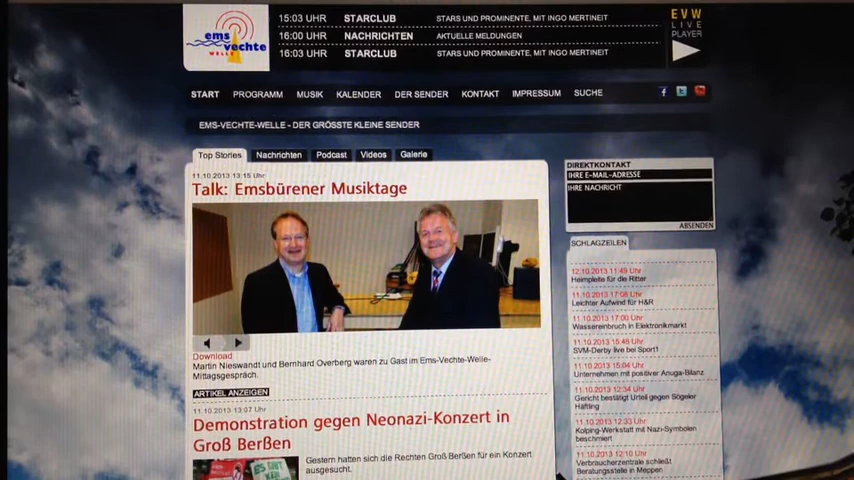 ems
vechte
WELLE
15:03 UHR STARCLUB STARS UND PROMINENTE, MIT INGO MERTINEIT
16:00 UHR NACHRICHTEN AKTUELLE MELDUNGEN
16:03 UHR STARCLUB STARS UND PROMINENTE, MIT INGO MERTINEIT
EVW
LIVE
PLAYER
START PROGRAMM MUSIK KALENDER DER SENDER KONTAKT IMPRESSUM SUCHE
EMS-VECHTE-WELLE - DER GRÖSSTE KLEINE SENDER
Top Stories Nachrichten Podcast Videos Galerie
11.10.2013 13:15 Uhr
Talk: Emsbürener Musiktage
Download
Martin Nieswandt und Bernhard Overberg waren zu Gast im Ems-Vechte-Welle-
Mittagsgespräch.
ARTIKEL ANZEIGEN
11.10.2013 13:07 Uhr
Demonstration gegen Neonazi-Konzert in
Groß Berßen
Gestern hatten sich die Rechten Groß Berßen für ein Konzert
ausgesucht.
ES GIBT
DIREKTKONTAKT
IHRE E-MAIL-ADRESSE
IHRE NACHRICHT
ABSENDEN
SCHLAGZEILEN
12.10.2013 11:49 Uhr
Heimpleite für die Ritter
11.10.2013 17:08 Uhr
Leichter Aufwind für H&R
11.10.2013 17:00 Uhr
Wassereinbruch in Elektronikmarkt
11.10.2013 15:48 Uhr
SVM-Derby live bei Sport1
11.10.2013 15:04 Uhr
Unternehmen mit positiver Anuga-Bilanz
11.10.2013 12:34 Uhr
Gericht bestätigt Urteil gegen Sögeler
Häftling
11.10.2013 12:33 Uhr
Kolping-Werkstatt mit Nazi-Symbolen
beschmiert
11.10.2013 12:10 Uhr
Verbraucherzentrale schließt
Beratungsstelle in Meppen